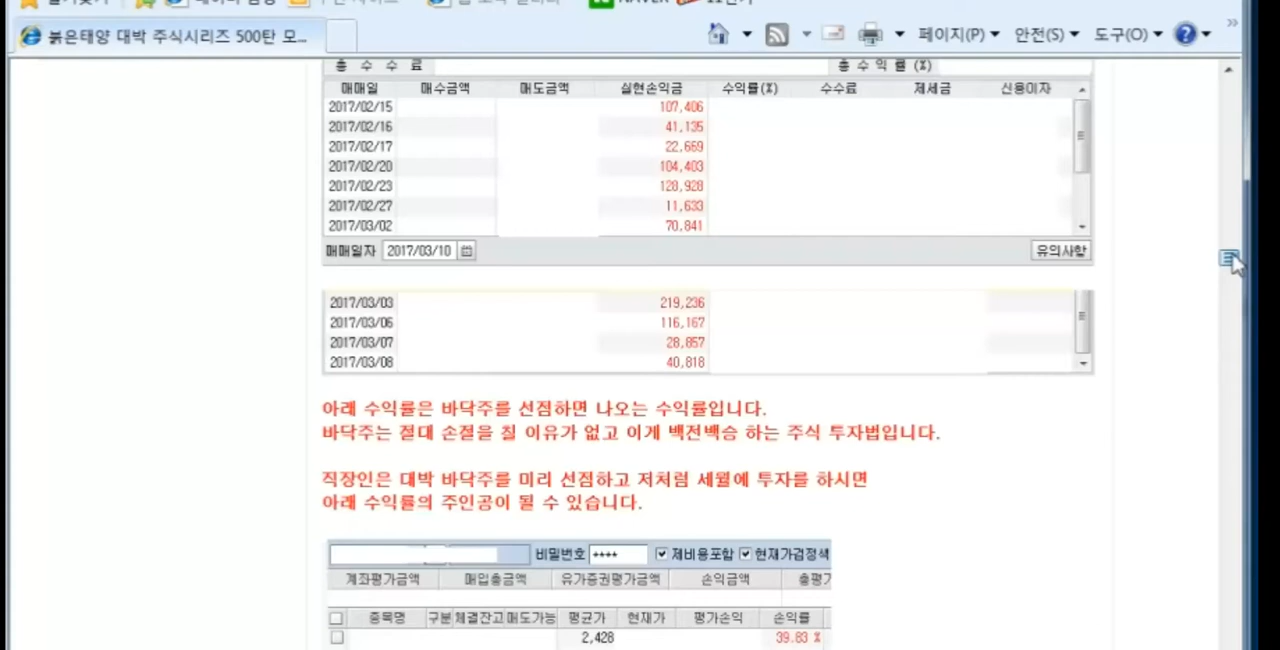 NAVER
붉은태양 대박 주식시리즈 500탄 모...
페이지(P) 안전(S) 도구(O)
총 수 수 료 총 수 익 률 (%)
매매일 매수금액 매도금액 실현손익금 수익률(%) 수수료 제세금 신용이자
2017/02/15 107,406
2017/02/16 41,135
2017/02/17 22,669
2017/02/20 104,403
2017/02/23 128,928
2017/02/27 11,633
2017/03/02 70,841
매매일자 2017/03/10 유의사항
2017/03/03 219,236
2017/03/06 116,167
2017/03/07 28,857
2017/03/08 40,818
아래 수익률은 바닥주를 선점하면 나오는 수익률입니다.
바닥주는 절대 손절을 칠 이유가 없고 이게 백전백승 하는 주식 투자법입니다.
직장인은 대박 바닥주를 미리 선점하고 저처럼 세월에 투자를 하시면
아래 수익률의 주인공이 될 수 있습니다.
비밀번호 **** 제비용포함 현재가검정색
계좌평가금액 매입총금액 유가증권평가금액 손익금액 총평가
종목명 구분 체결잔고 매도가능 평균가 현재가 평가손익 손익률
2,428 39.83 %